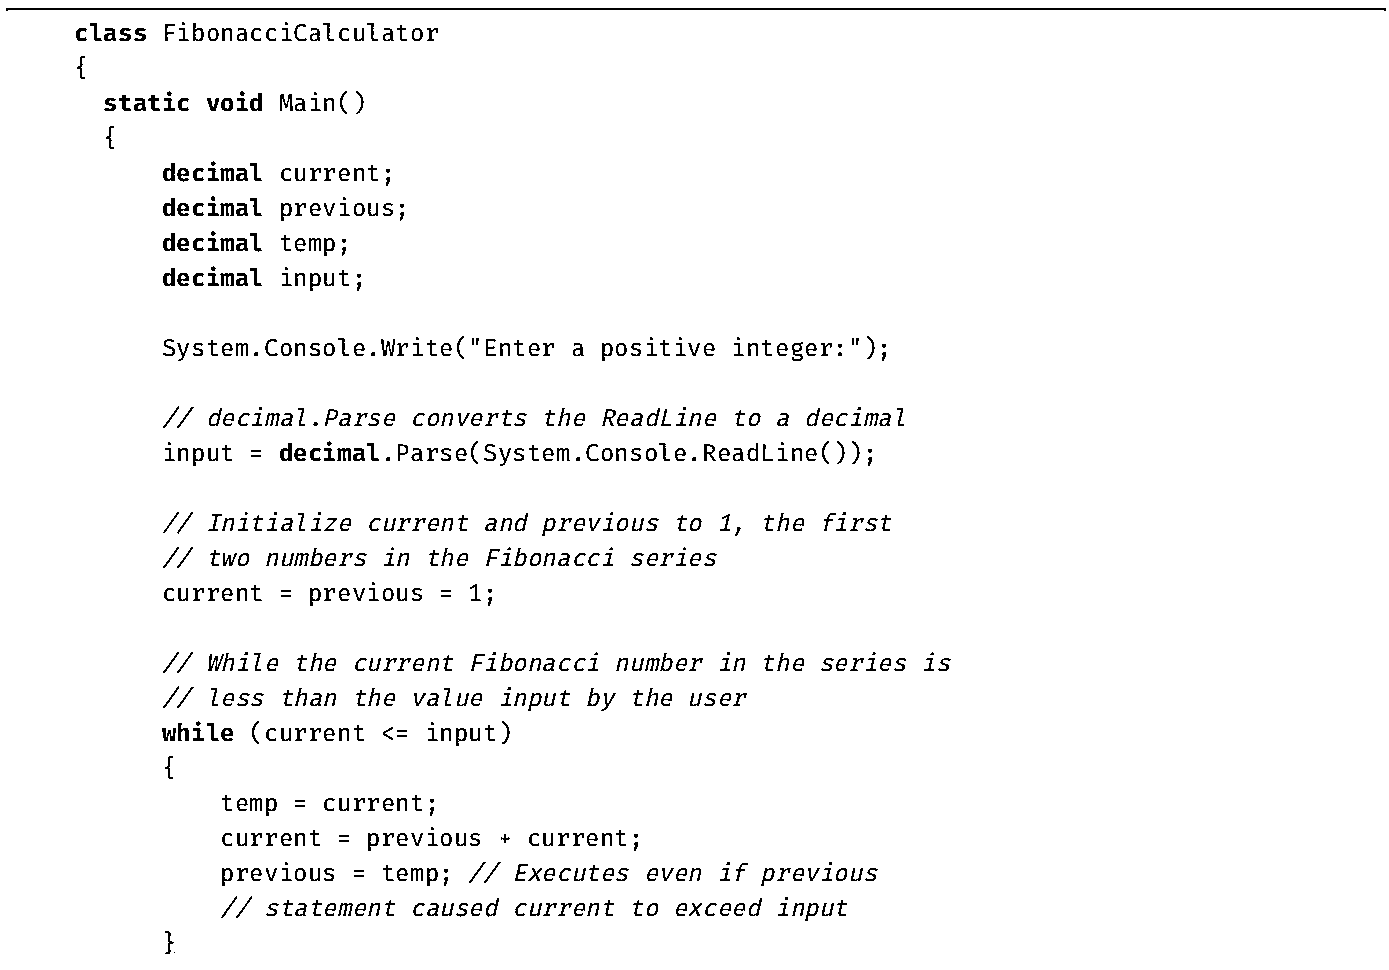 class FibonacciCalculator
{
  static void Main()
  {
      decimal current;
      decimal previous;
      decimal temp;
      decimal input;

      System.Console.Write("Enter a positive integer:");

      // decimal.Parse converts the ReadLine to a decimal
      input = decimal.Parse(System.Console.ReadLine());

      // Initialize current and previous to 1, the first
      // two numbers in the Fibonacci series
      current = previous = 1;

      // While the current Fibonacci number in the series is
      // less than the value input by the user
      while (current <= input)
      {
          temp = current;
          current = previous + current;
          previous = temp; // Executes even if previous
          // statement caused current to exceed input
      }